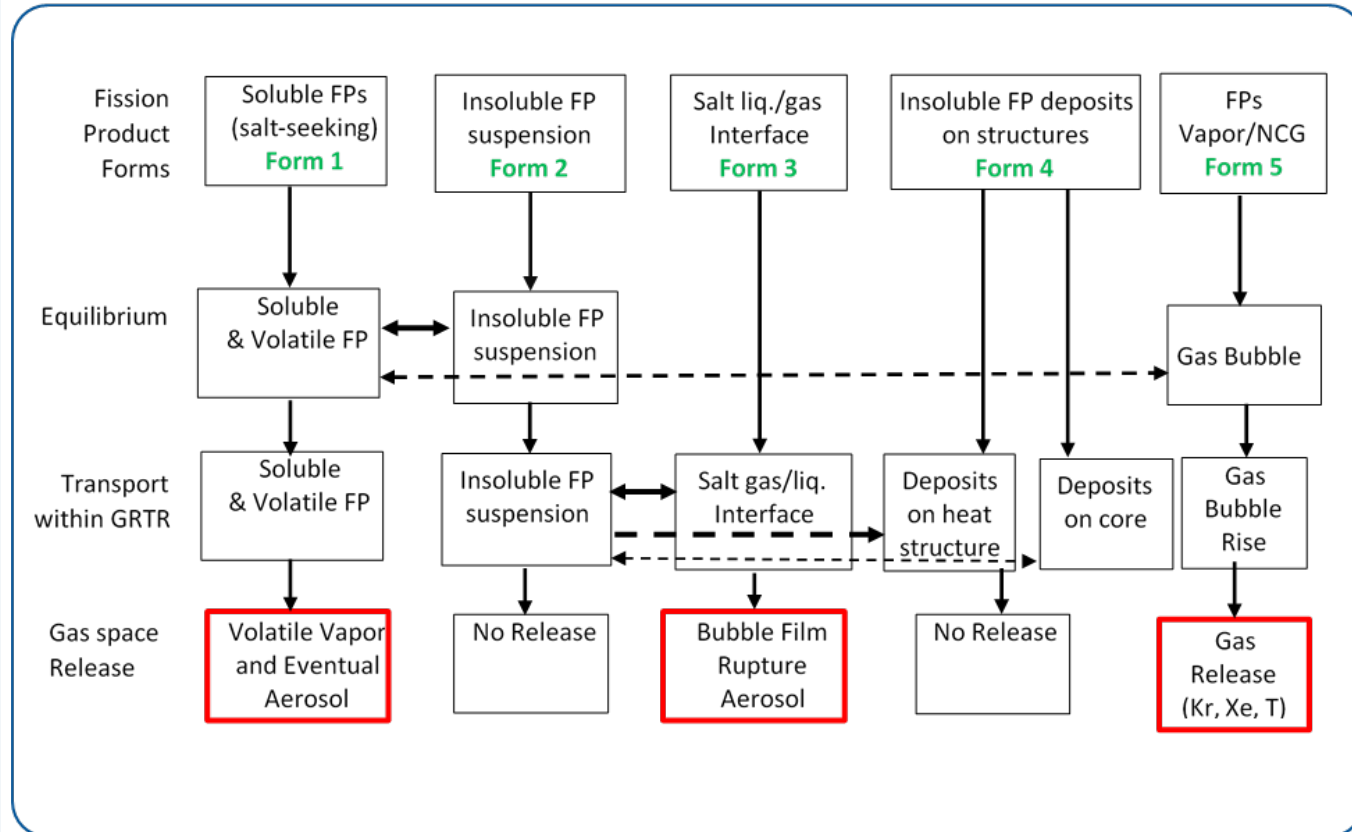 Fission
Product
Forms
Soluble FPs
(salt-seeking)
Form 1
Insoluble FP
suspension
Form 2
Salt liq./gas
Interface
Form 3
Insoluble FP deposits
on structures
Form 4
FPs
Vapor/NCG
Form 5
Equilibrium
Soluble
& Volatile FP
Insoluble FP
suspension
Gas Bubble
Transport
within GRTR
Soluble
& Volatile FP
Insoluble FP
suspension
Salt gas/liq.
Interface
Deposits
on heat
structure
Deposits
on core
Gas
Bubble
Rise
Gas space
Release
Volatile Vapor
and Eventual
Aerosol
No Release
Bubble Film
Rupture
Aerosol
No Release
Gas
Release
(Kr, Xe, T)